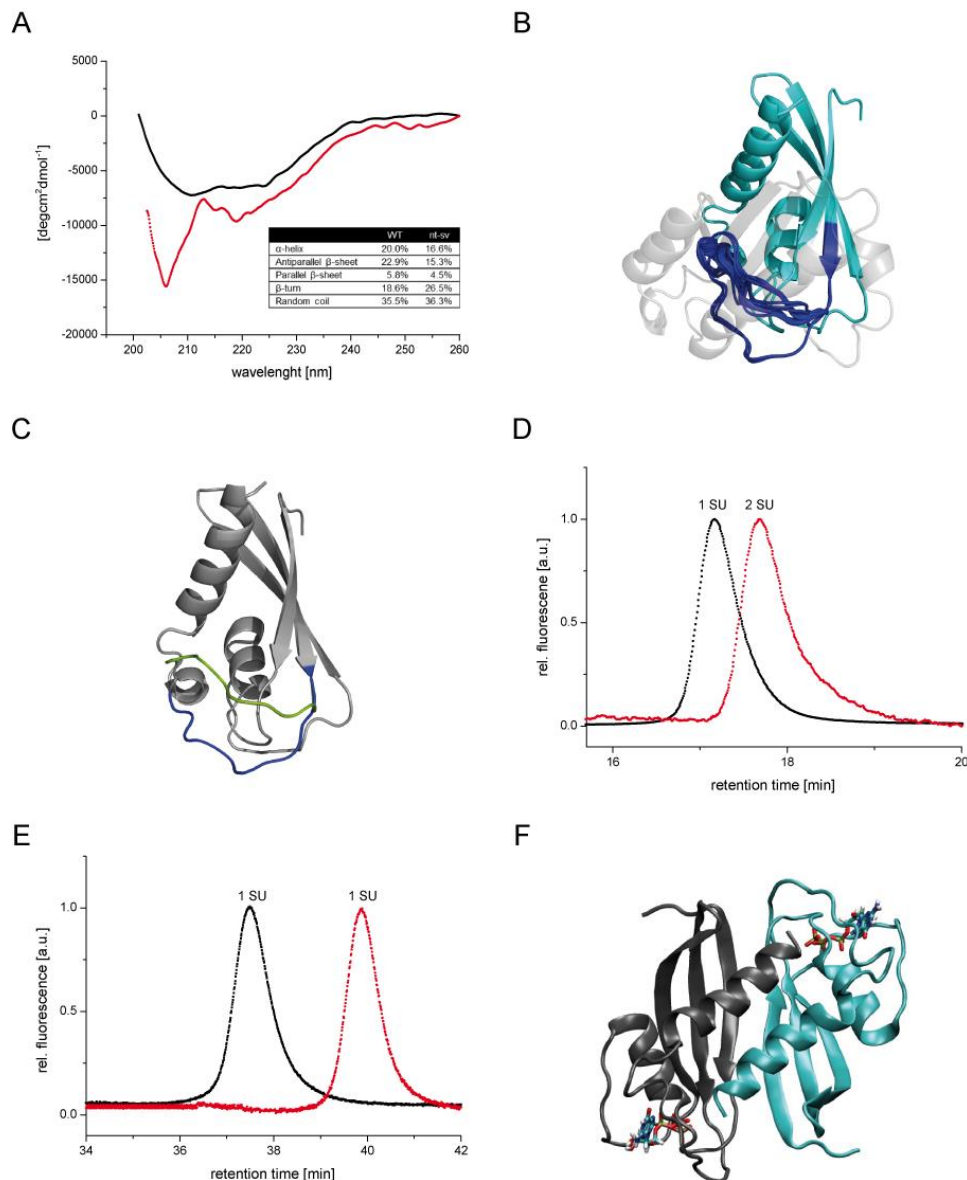 A
5000
0
-5000
-10000
-15000
-20000
[degcm²dmol⁻¹]
WT nt-sv
α-helix 20.0% 16.6%
Antiparallel β-sheet 22.9% 15.3%
Parallel β-sheet 5.8% 4.5%
β-turn 18.6% 26.5%
Random coil 35.5% 36.3%
200 210 220 230 240 250 260
wavelenght [nm]
B
C
D
1 SU 2 SU
1.0
0.5
0.0
rel. fluorescene [a.u.]
16 18 20
retention time [min]
E
1 SU 1 SU
1.0
0.5
0.0
rel. fluorescence [a.u.]
34 36 38 40 42
retention time [min]
F